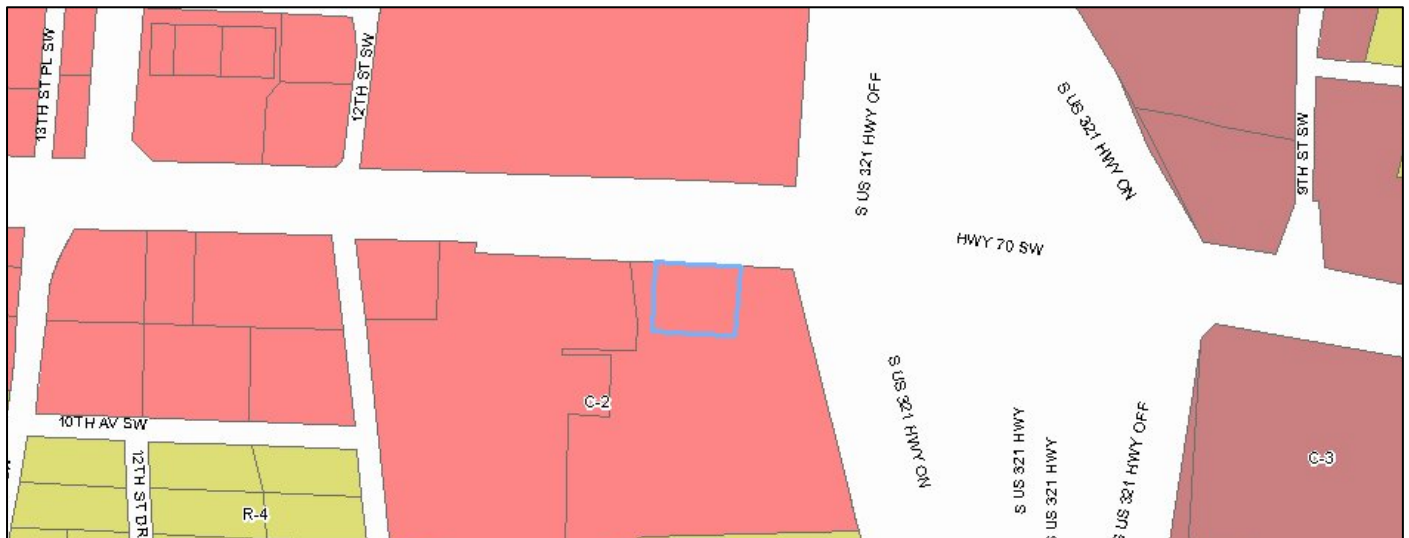 13TH ST PL SW
12TH ST SW
S US 321 HWY OFF
S US 321 HWY ON
9TH ST SW
HWY 70 SW
C-2
10TH AV SW
12TH ST DR
R-4
S US 321 HWY ON
S US 321 HWY
S US 321 HWY
S US 321 HWY OFF
C-3